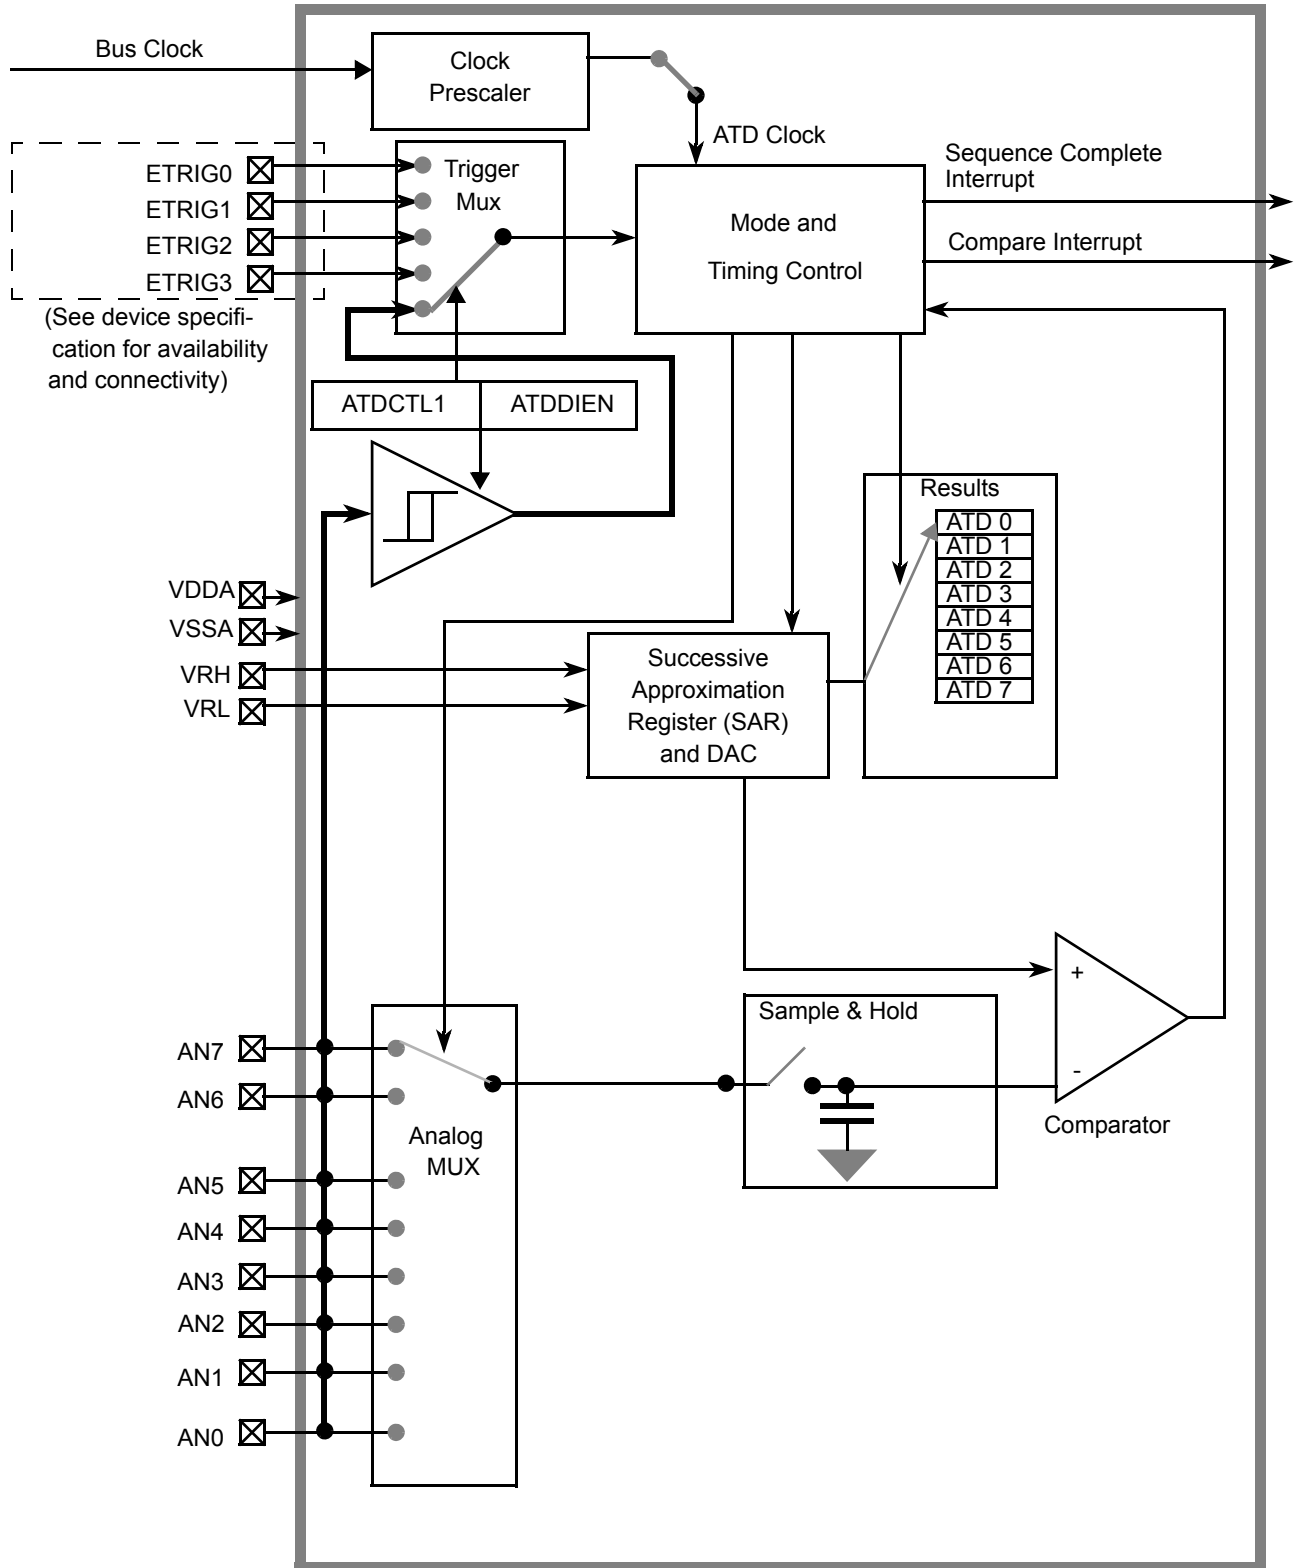 Bus Clock
Clock
Prescaler
ATD Clock
ETRIG0
ETRIG1
ETRIG2
ETRIG3
(See device specifi-
cation for availability
and connectivity)
Trigger
Mux
Mode and
Timing Control
Sequence Complete
Interrupt
Compare Interrupt
ATDCTL1
ATDDIEN
Results
ATD 0
ATD 1
ATD 2
ATD 3
ATD 4
ATD 5
ATD 6
ATD 7
VDDA
VSSA
VRH
VRL
Successive
Approximation
Register (SAR)
and DAC
+
-
Comparator
Sample & Hold
AN7
AN6
AN5
AN4
AN3
AN2
AN1
AN0
Analog
MUX